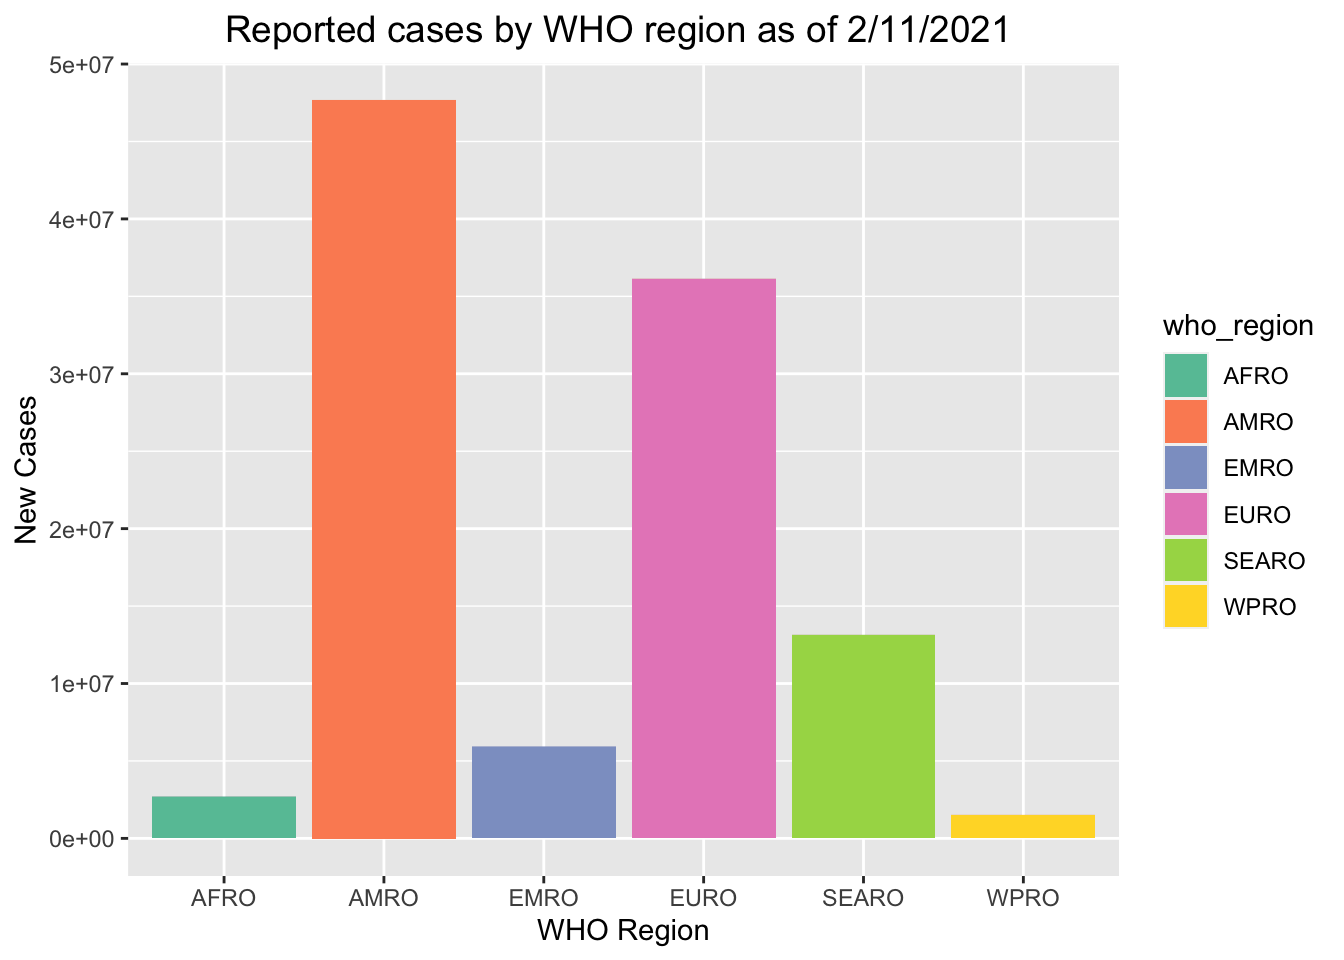 Reported cases by WHO region as of 2/11/2021
New Cases
5e+07
4e+07
3e+07
2e+07
1e+07
0e+00
AFRO AMRO EMRO EURO SEARO WPRO
WHO Region
who_region
AFRO
AMRO
EMRO
EURO
SEARO
WPRO